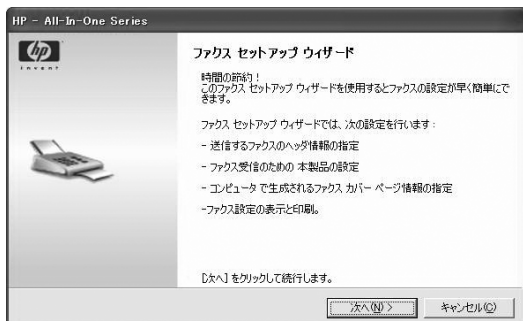 HP - All-In-One Series
hp
invent
ファクス セットアップ ウィザード
時間の節約！
このファクス セットアップ ウィザードを使用するとファクスの設定が早く簡単にで
きます。
ファクス セットアップ ウィザードでは、次の設定を行います：
- 送信するファクスのヘッダ情報の指定
- ファクス受信のための 本製品の設定
- コンピュータ で生成されるファクス カバー ページ情報の指定
-ファクス設定の表示と印刷。
[次へ] をクリックして続行します。
次へ(N) >
キャンセル(C)